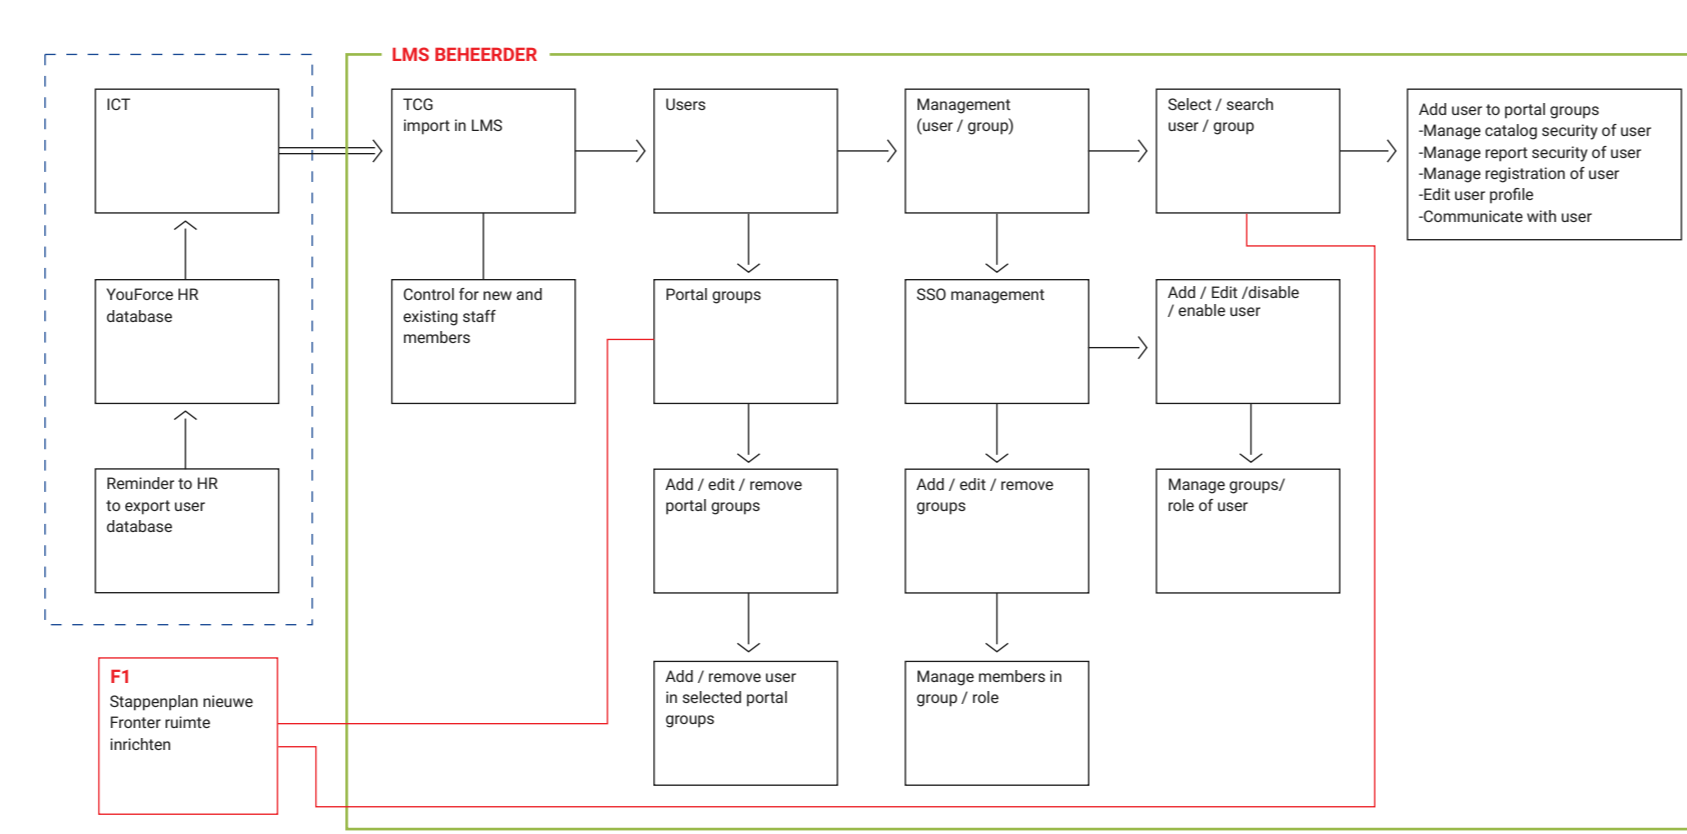 LMS BEHEERDER
ICT
TCG
import in LMS
Users
Management
(user / group)
Select / search
user / group
Add user to portal groups
-Manage catalog security of user
-Manage report security of user
-Manage registration of user
-Edit user profile
-Communicate with user
YouForce HR
database
Control for new and
existing staff
members
Portal groups
SSO management
Add / Edit /disable
/ enable user
Reminder to HR
to export user
database
Add / edit / remove
portal groups
Add / edit / remove
groups
Manage groups/
role of user
F1
Stappenplan nieuwe
Fronter ruimte
inrichten
Add / remove user
in selected portal
groups
Manage members in
group / role